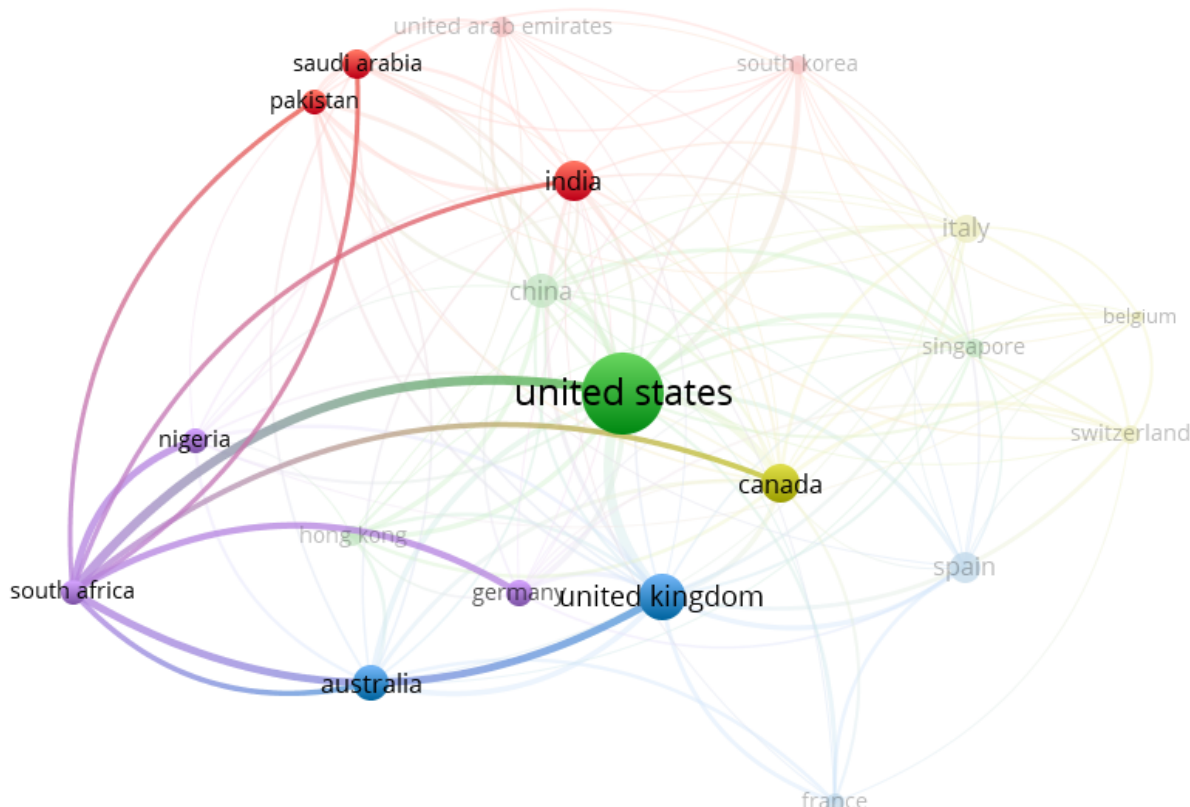 united arab emirates
saudi arabia
south korea
pakistan
india
italy
china
belgium
singapore
united states
nigeria
switzerland
canada
hong kong
spain
south africa
germany
united kingdom
australia
france